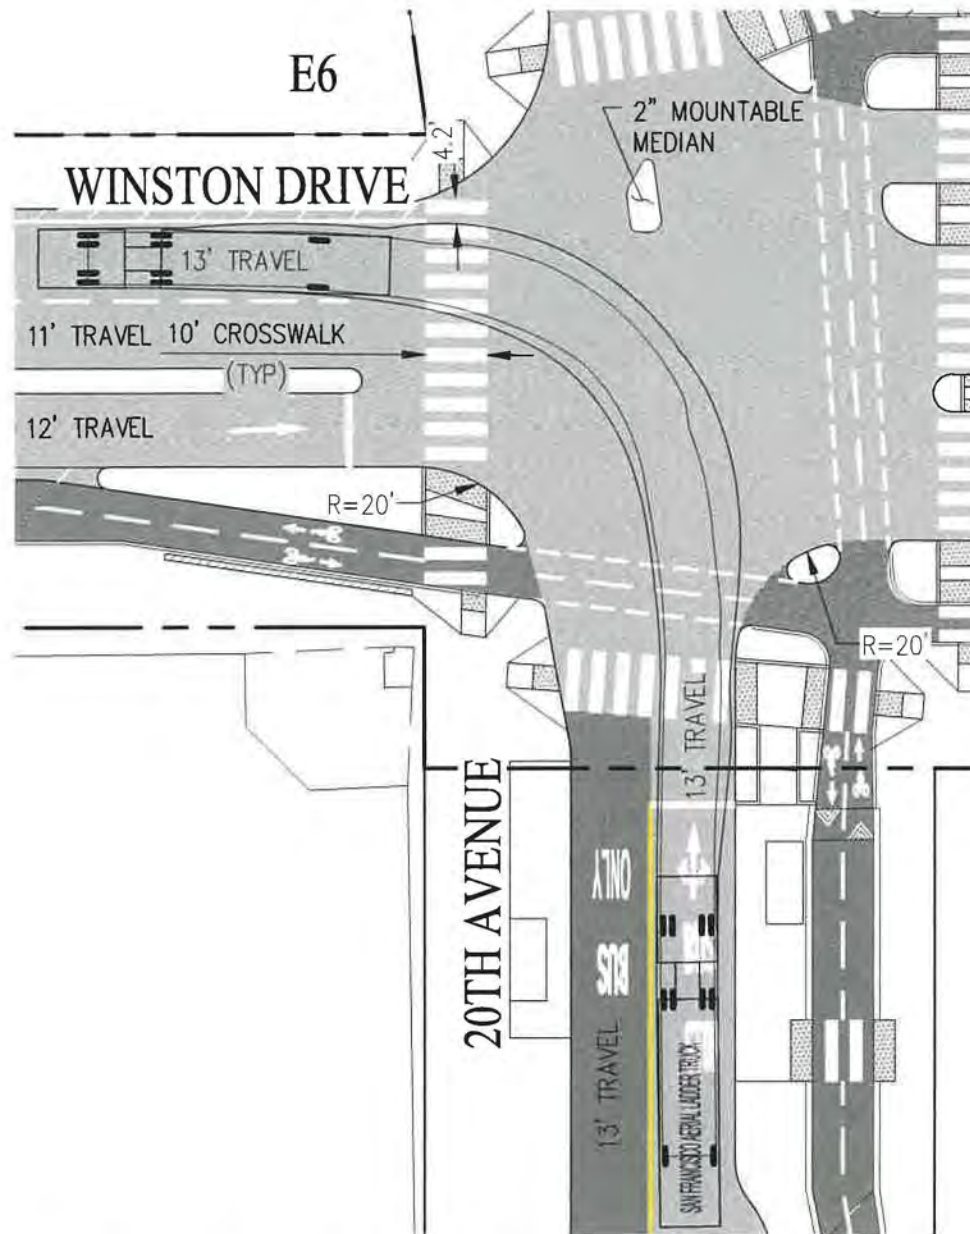 E6
2" MOUNTABLE
MEDIAN
4.2'
WINSTON DRIVE
13' TRAVEL
11' TRAVEL
10' CROSSWALK
(TYP)
12' TRAVEL
R=20'
R=20'
13' TRAVEL
20TH AVENUE
ONLY
BUS
13' TRAVEL
SAN FRANCISCO AERIAL LADDER TRUCK